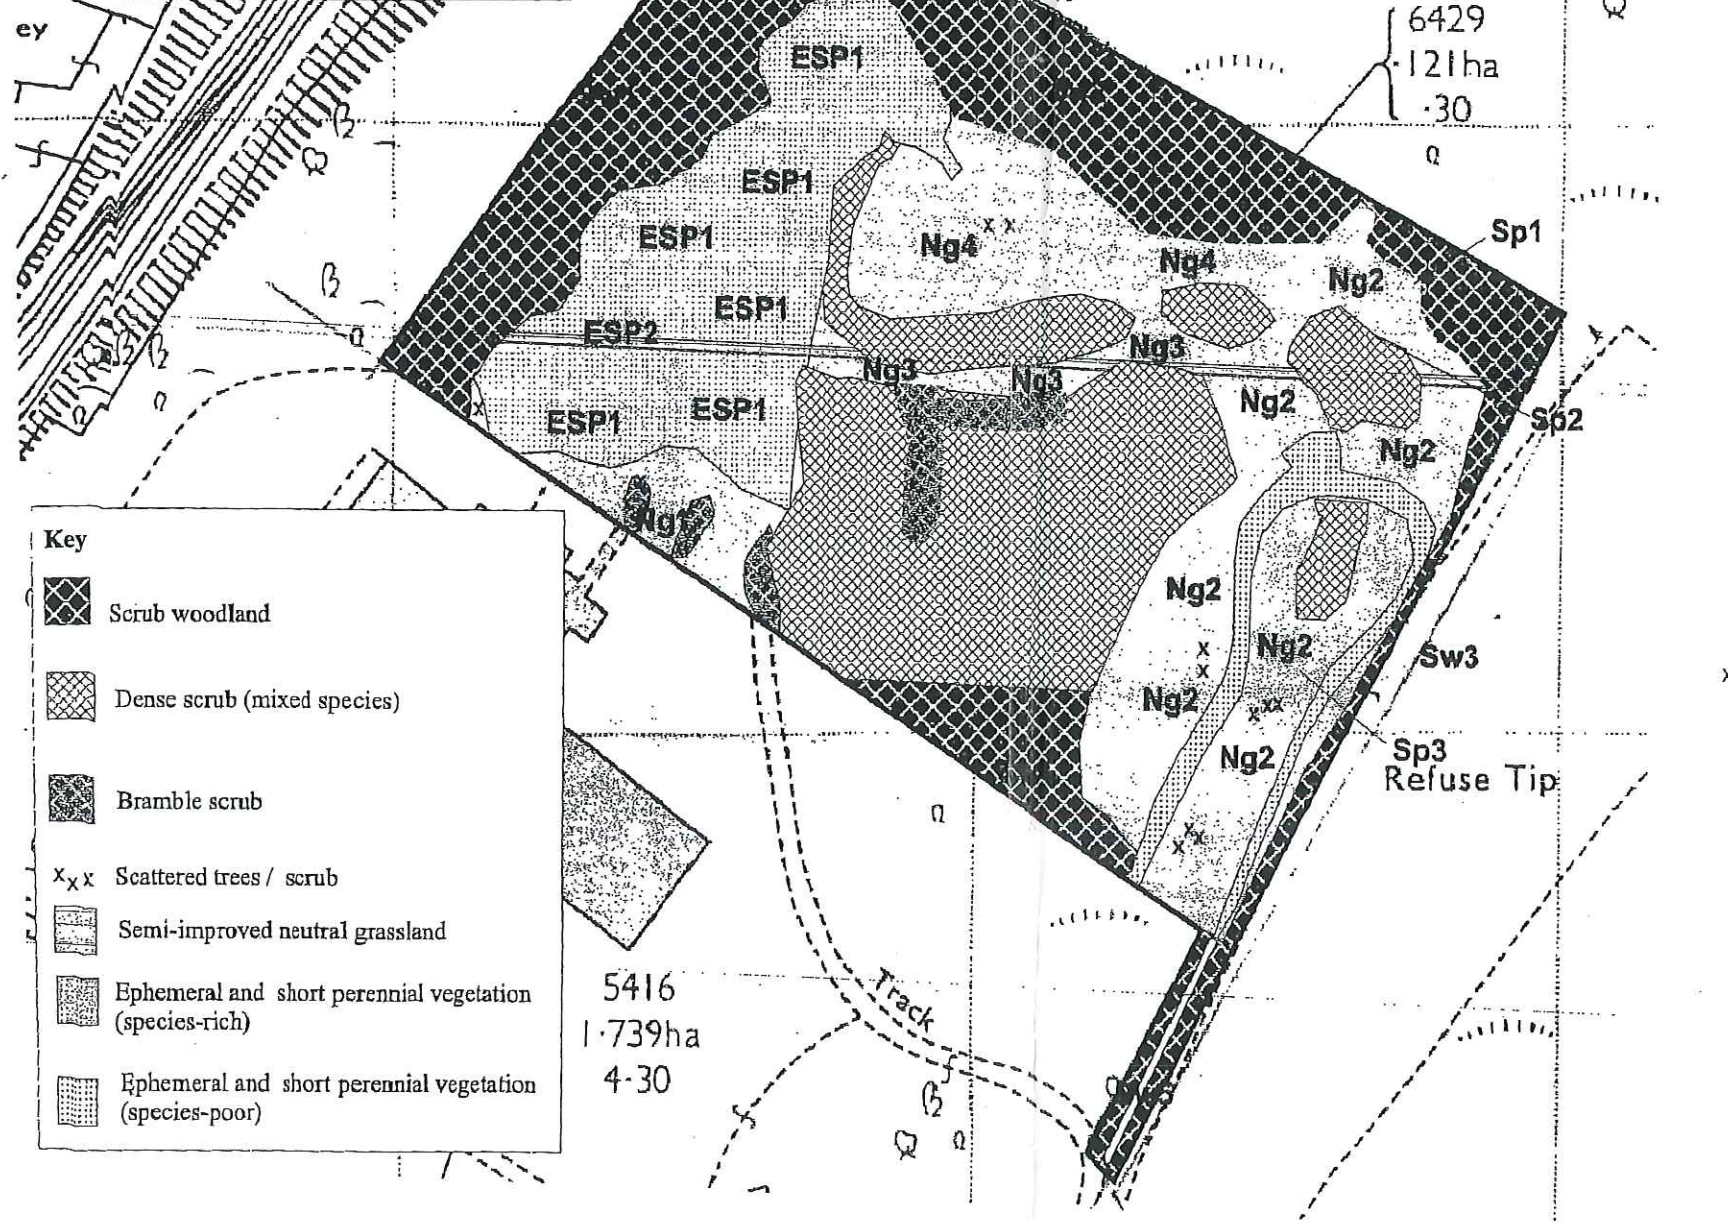 ey
6429
·121ha
·30
ESP1
ESP1
ESP1
Ng4
Sp1
Ng4
Ng2
ESP1
ESP2
Ng3
Ng3
Ng3
Ng2
ESP1
ESP1
Sp2
Ng2
Ng1
Ng2
Ng2
Sw3
Ng2
Ng2
Sp3
Refuse Tip
Key
Scrub woodland
Dense scrub (mixed species)
Bramble scrub
x x x Scattered trees / scrub
Semi-improved neutral grassland
Ephemeral and short perennial vegetation
(species-rich)
Ephemeral and short perennial vegetation
(species-poor)
5416
1·739ha
4·30
Track